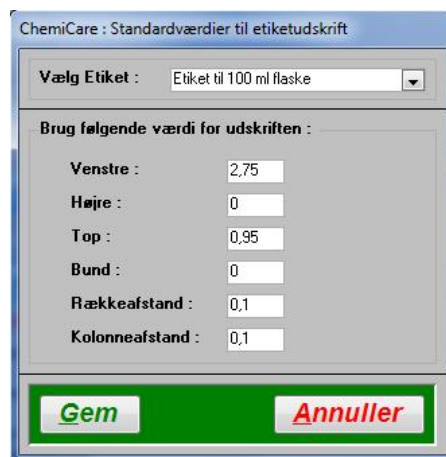 ChemiCare : Standardværdier til etiketudskrift
Vælg Etiket : Etiket til 100 ml flaske
Brug følgende værdi for udskriften :
Venstre : 2,75
Højre : 0
Top : 0,95
Bund : 0
Rækkeafstand : 0,1
Kolonneafstand : 0,1
Gem Annuller